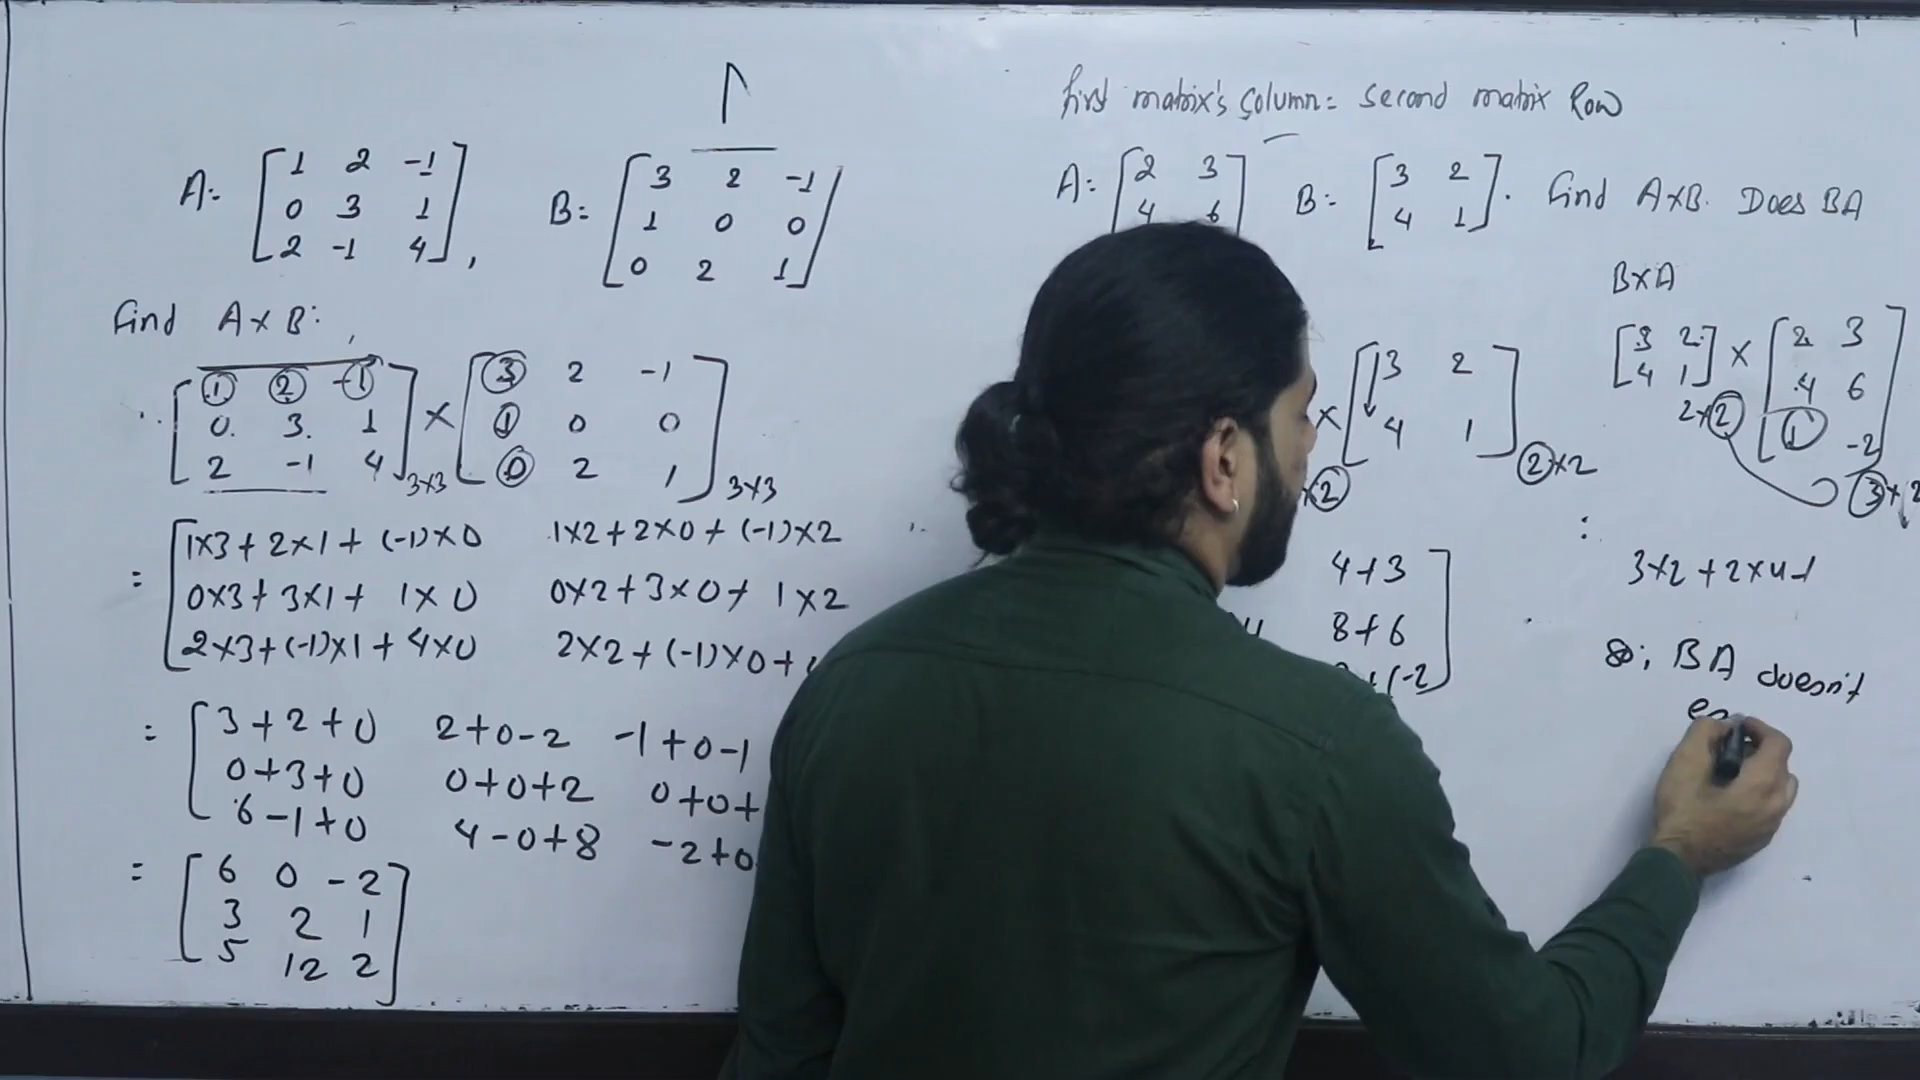 A= [1 2 -1
0 3 1
2 -1 4],
B= [3 2 -1
1 0 0
0 2 1]
Find A×B:
[1 2 -1
0 3 1
2 -1 4]3×3 × [3 2 -1
1 0 0
0 2 1]3×3
= [1×3+2×1+(-1)×0 1×2+2×0+(-1)×2
0×3+3×1+1×0 0×2+3×0+1×2
2×3+(-1)×1+4×0 2×2+(-1)×0+
= [3+2+0 2+0-2 -1+0-1
0+3+0 0+0+2 0+0+
6-1+0 4-0+8 -2+0
= [6 0 -2
3 2 1
5 12 2]
First matrix's Column= Second matrix Row
A= [2 3]
4 6
B= [3 2
4 1]. Find A×B. Does BA
×[3 2
4 1]2×2
×2
4+3
8+6
+(-2]
B×A
[3 2
4 1] × [2 3
4 6
1 -2]
2×2 3×2
3×2+2×4+
So, BA doesn't